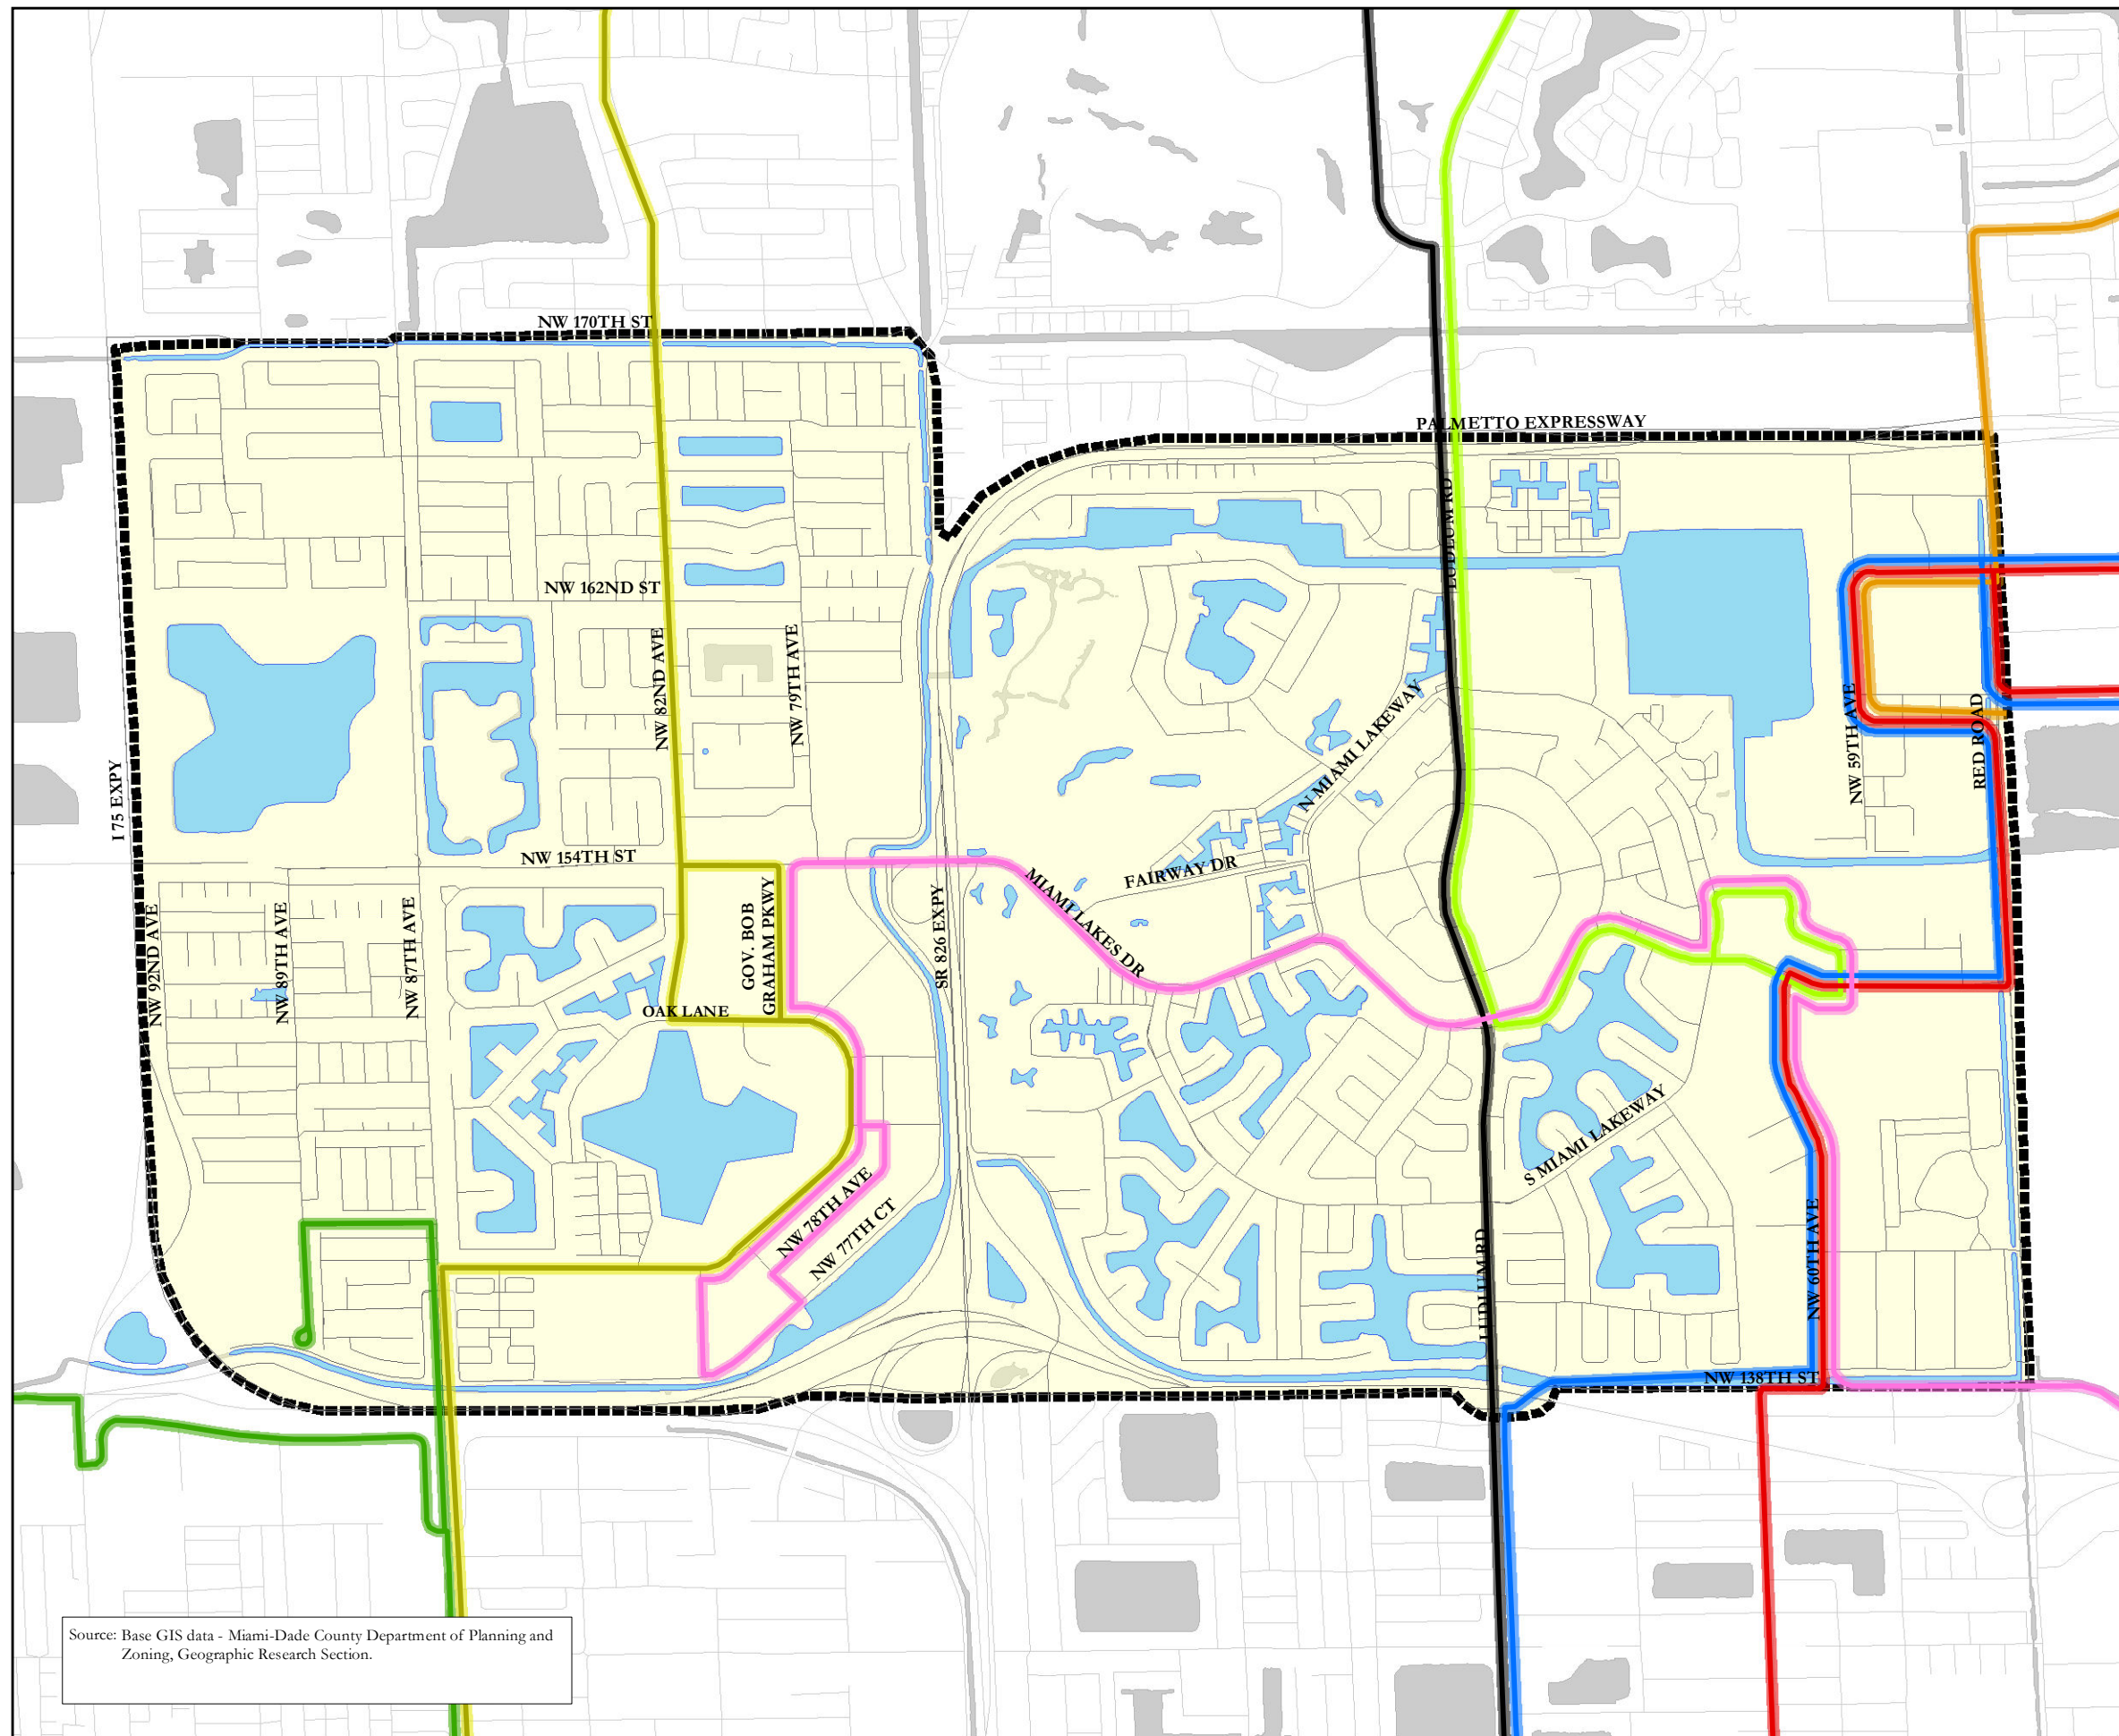 NW 170TH ST
PALMETTO EXPRESSWAY
LUDLUM RD
NW 162ND ST
NW 82ND AVE
NW 79TH AVE
N MIAMI LAKEWAY
NW 59TH AVE
RED ROAD
I 75 EXPY
NW 154TH ST
FAIRWAY DR
MIAMI LAKES DR
GOV. BOB
GRAHAM PKWY
SR 826 EXPY
NW 92ND AVE
NW 89TH AVE
NW 87TH AVE
OAK LANE
S MIAMI LAKEWAY
NW 78TH AVE
NW 77TH CT
LUDLUM RD
NW 60TH AVE
NW 138TH ST
Source: Base GIS data - Miami-Dade County Department of Planning and
Zoning, Geographic Research Section.